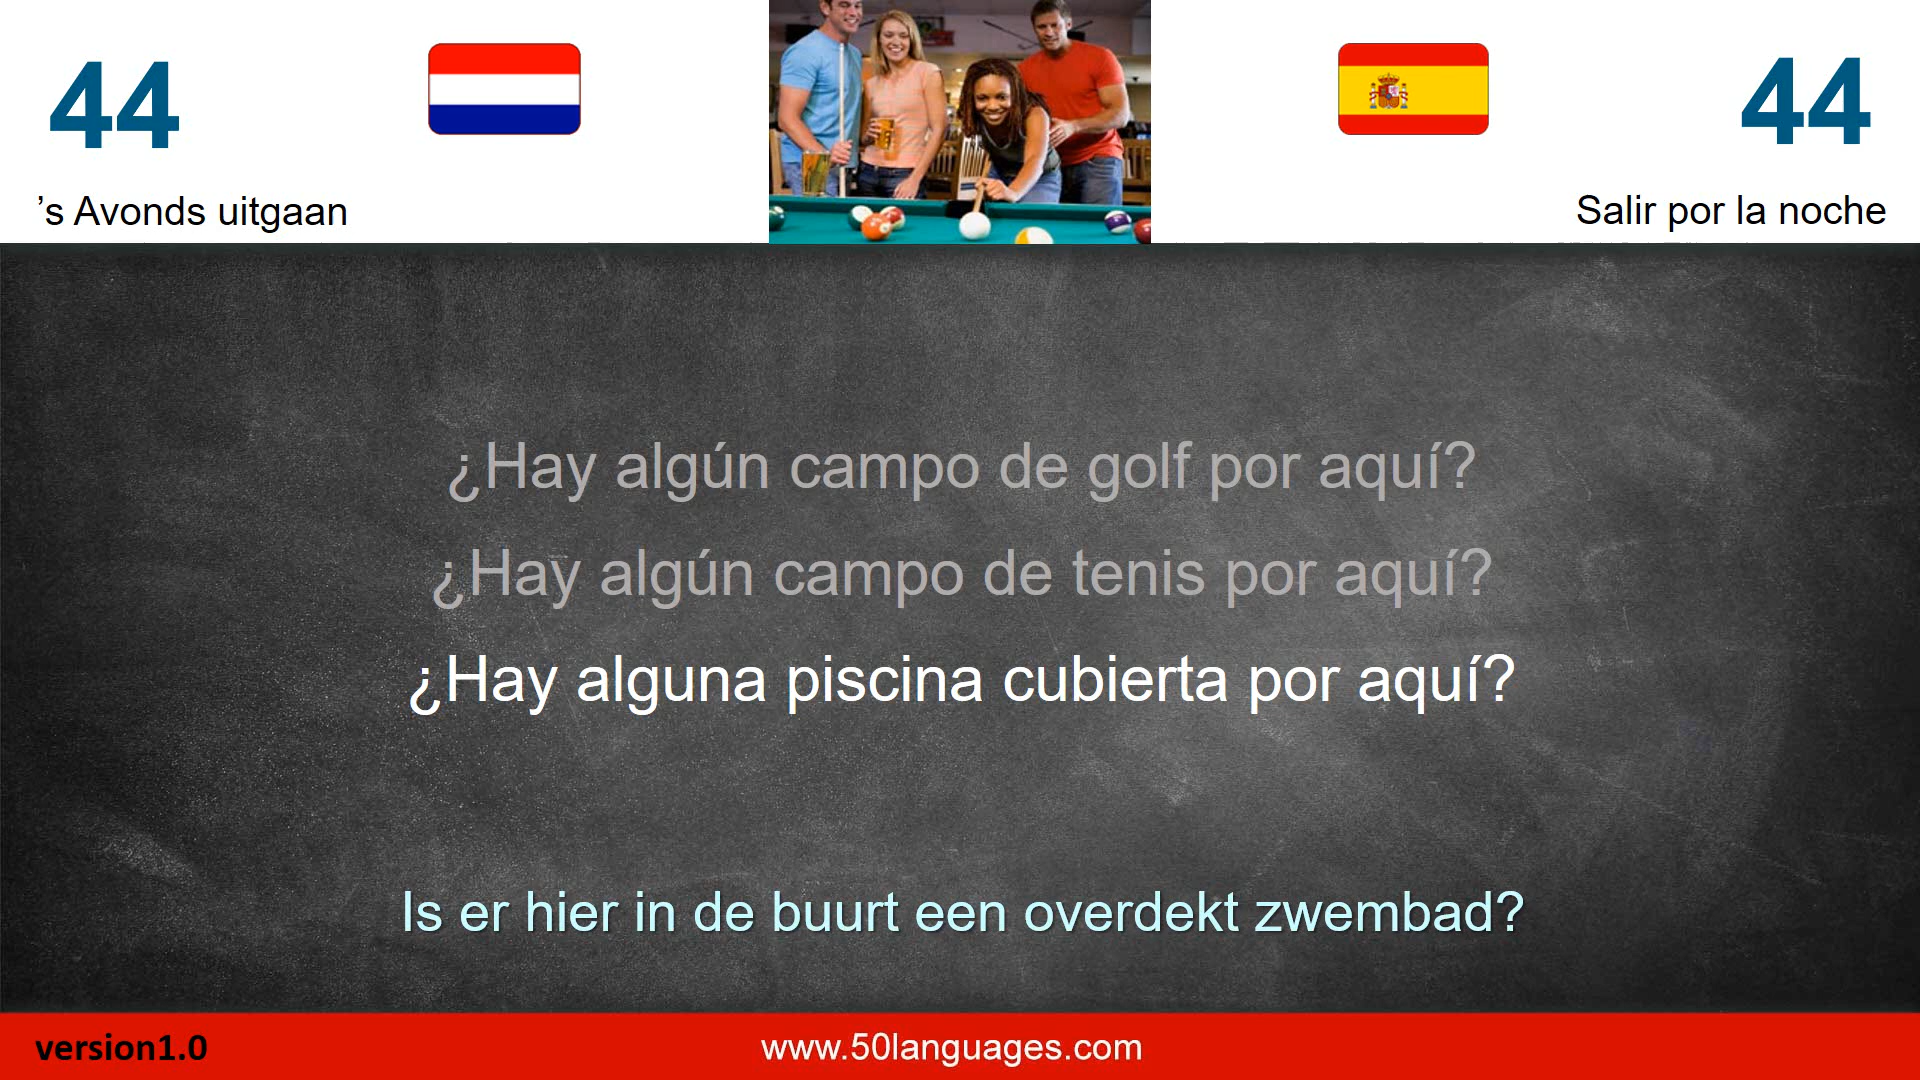 44
44
’s Avonds uitgaan
Salir por la noche
¿Hay algún campo de golf por aquí?
¿Hay algún campo de tenis por aquí?
¿Hay alguna piscina cubierta por aquí?
Is er hier in de buurt een overdekt zwembad?
version1.0
www.50languages.com